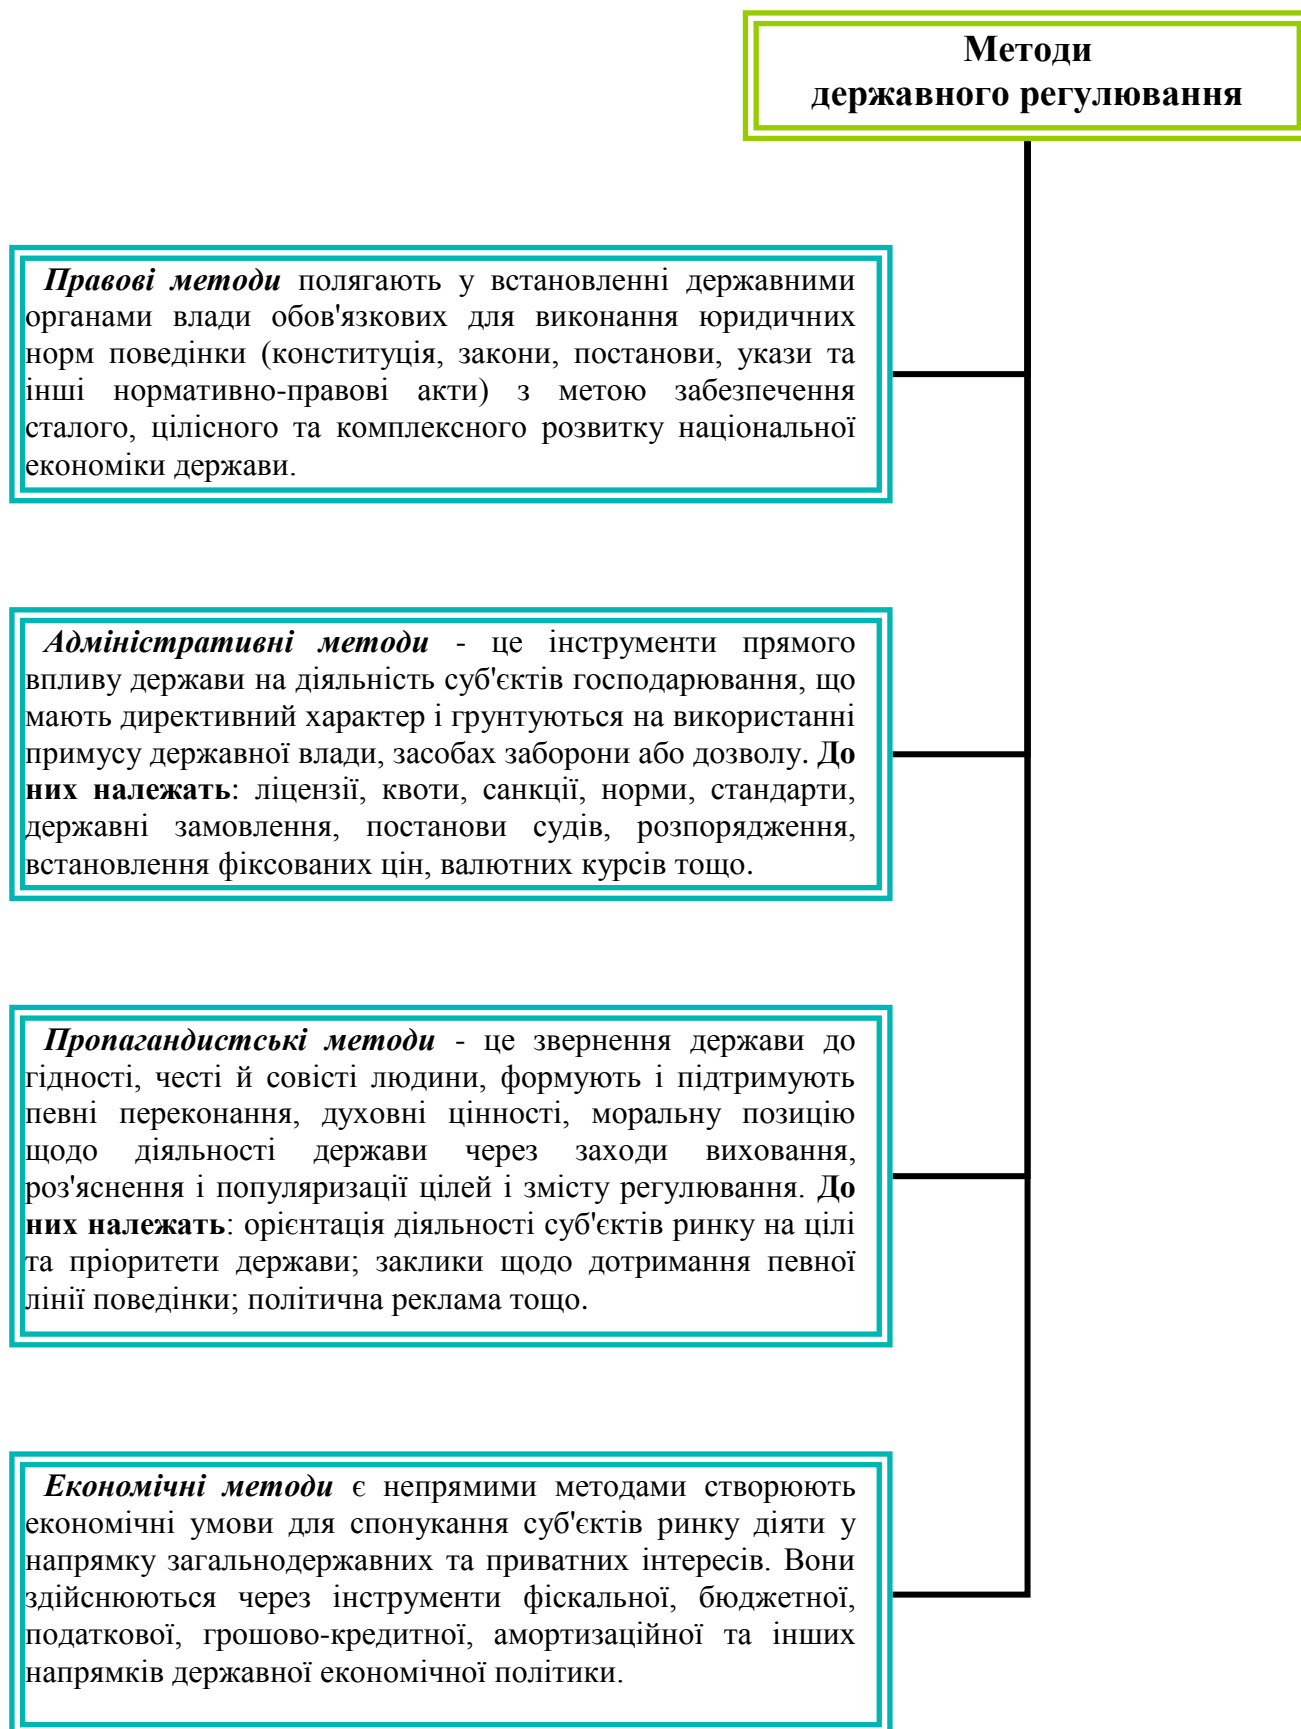 Методи
державного регулювання
Правові методи полягають у встановленні державними
органами влади обов'язкових для виконання юридичних
норм поведінки (конституція, закони, постанови, укази та
інші нормативно-правові акти) з метою забезпечення
сталого, цілісного та комплексного розвитку національної
економіки держави.
Адміністративні методи - це інструменти прямого
впливу держави на діяльність суб'єктів господарювання, що
мають директивний характер і грунтуються на використанні
примусу державної влади, засобах заборони або дозволу. До
них належать: ліцензії, квоти, санкції, норми, стандарти,
державні замовлення, постанови судів, розпорядження,
встановлення фіксованих цін, валютних курсів тощо.
Пропагандистські методи - це звернення держави до
гідності, честі й совісті людини, формують і підтримують
певні переконання, духовні цінності, моральну позицію
щодо діяльності держави через заходи виховання,
роз'яснення і популяризації цілей і змісту регулювання. До
них належать: орієнтація діяльності суб'єктів ринку на цілі
та пріоритети держави; заклики щодо дотримання певної
лінії поведінки; політична реклама тощо.
Економічні методи є непрямими методами створюють
економічні умови для спонукання суб'єктів ринку діяти у
напрямку загальнодержавних та приватних інтересів. Вони
здійснюються через інструменти фіскальної, бюджетної,
податкової, грошово-кредитної, амортизаційної та інших
напрямків державної економічної політики.